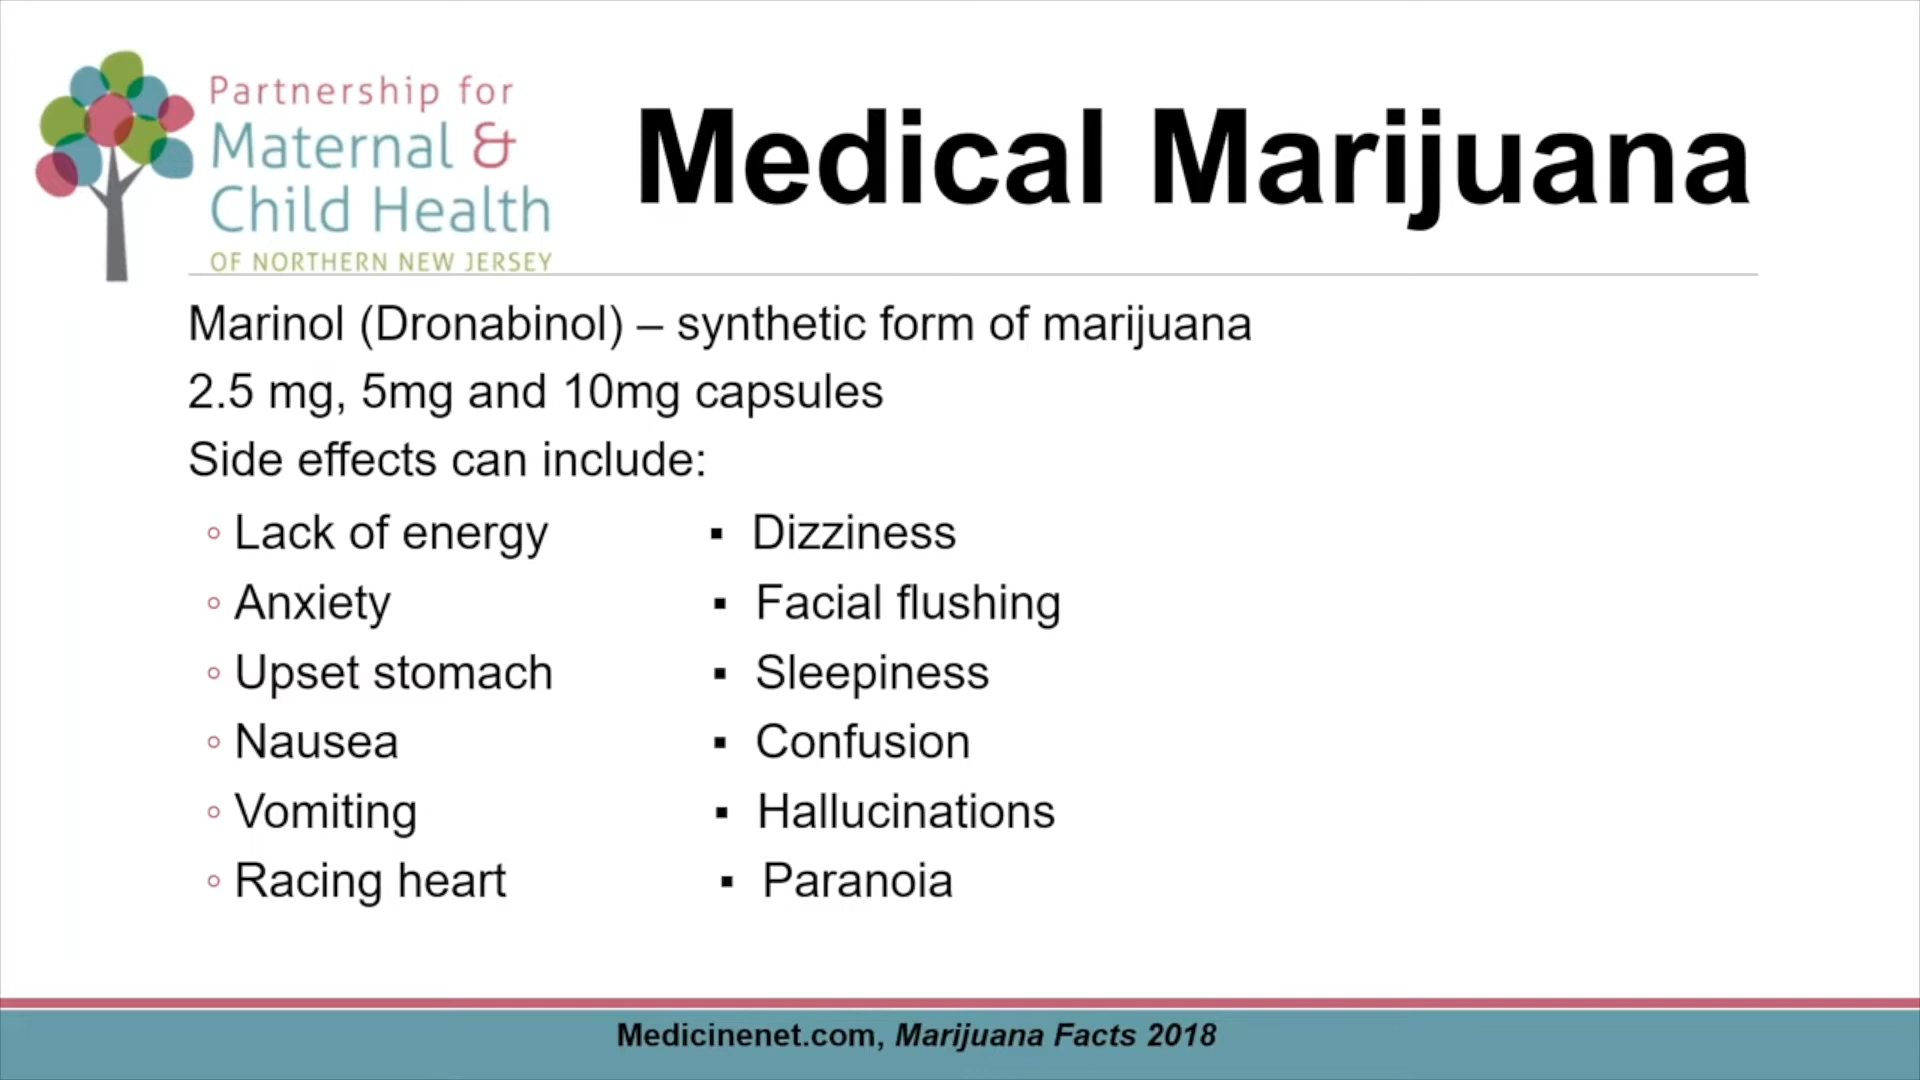 Partnership for
Maternal &
Child Health
OF NORTHERN NEW JERSEY
Medical Marijuana
Marinol (Dronabinol) – synthetic form of marijuana
2.5 mg, 5mg and 10mg capsules
Side effects can include:
◦ Lack of energy ▪ Dizziness
◦ Anxiety ▪ Facial flushing
◦ Upset stomach ▪ Sleepiness
◦ Nausea ▪ Confusion
◦ Vomiting ▪ Hallucinations
◦ Racing heart ▪ Paranoia
Medicinenet.com, Marijuana Facts 2018